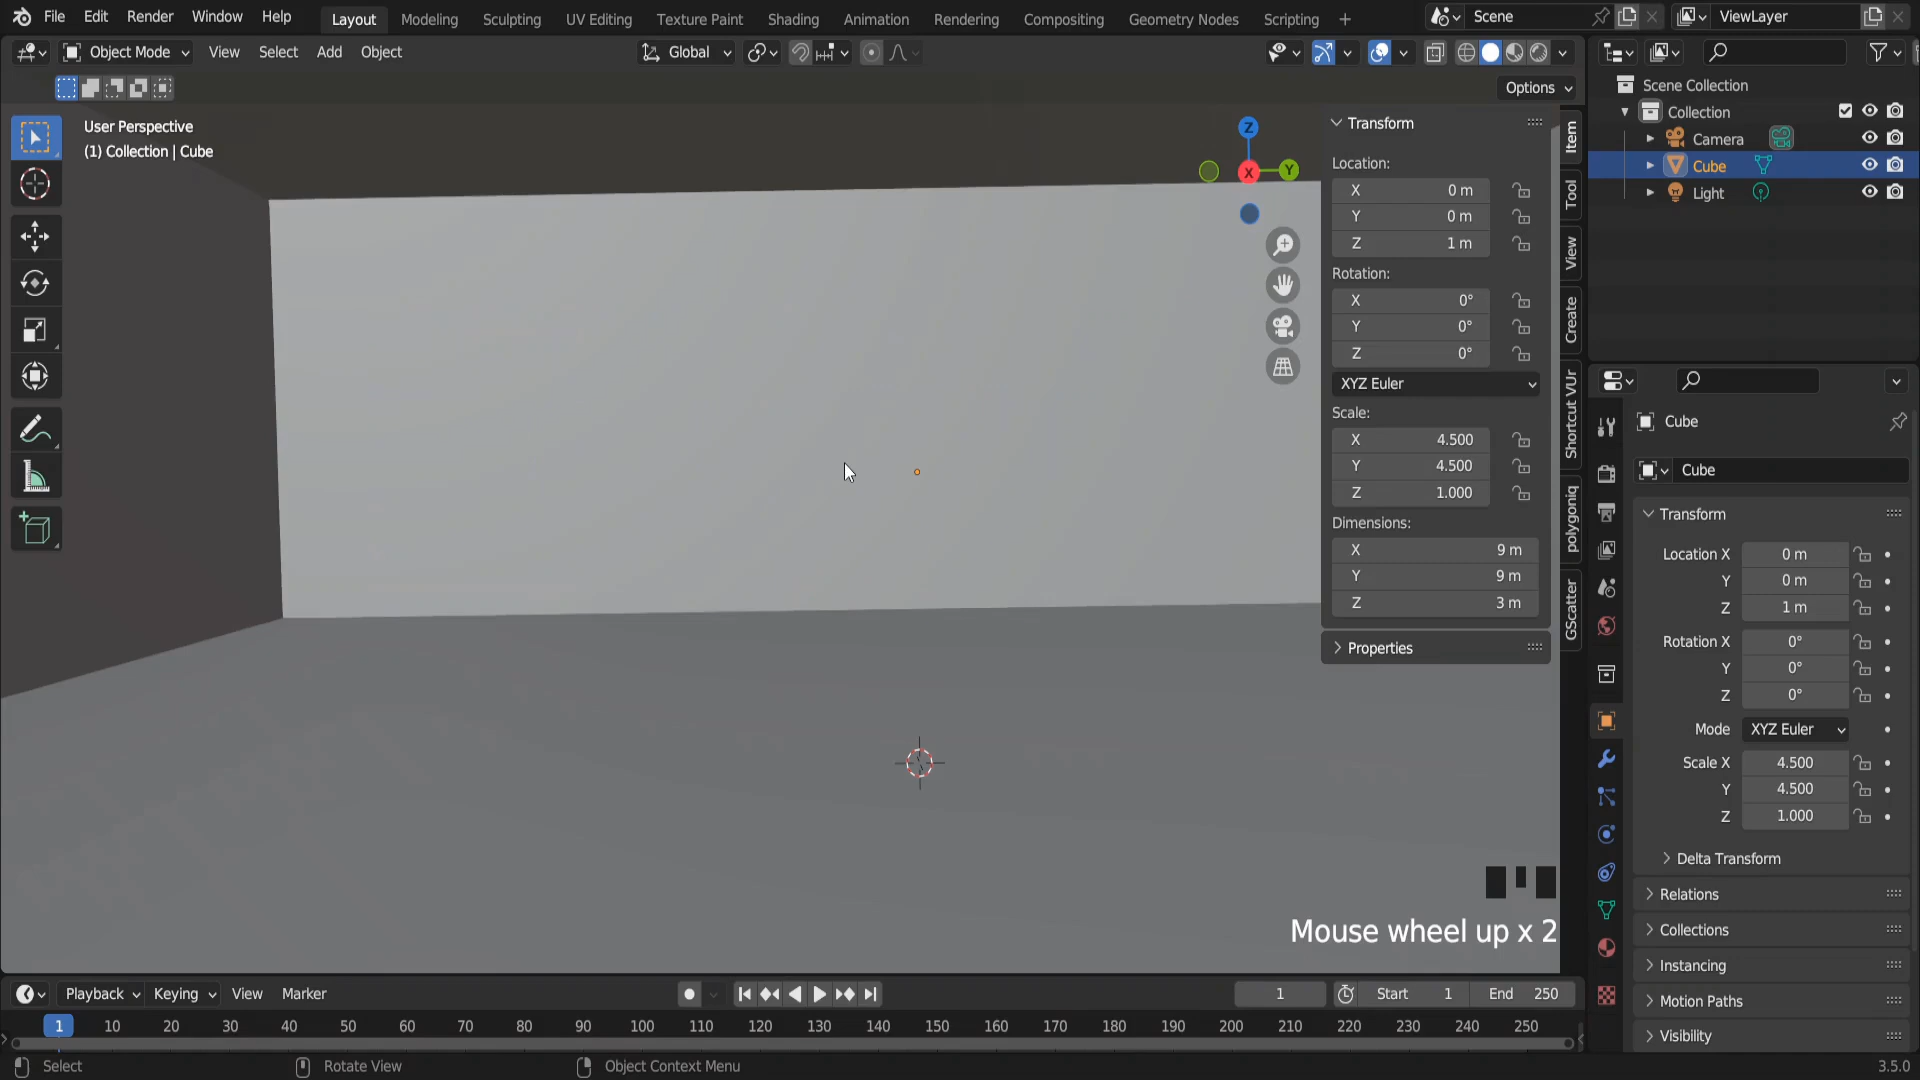 File Edit Render Window Help Layout Modeling Sculpting UV Editing Texture Paint Shading Animation Rendering Compositing Geometry Nodes Scripting + Scene ViewLayer
Object Mode View Select Add Object Global
Options
User Perspective
(1) Collection | Cube
Z
Y
X
Transform
Location:
X 0 m
Y 0 m
Z 1 m
Rotation:
X 0°
Y 0°
Z 0°
XYZ Euler
Scale:
X 4.500
Y 4.500
Z 1.000
Dimensions:
X 9 m
Y 9 m
Z 3 m
Properties
Item
Tool
View
Create
Shortcut VUr
polygoniq
GScatter
Scene Collection
Collection
Camera
Cube
Light
Cube
Cube
Transform
Location X 0 m
Y 0 m
Z 1 m
Rotation X 0°
Y 0°
Z 0°
Mode XYZ Euler
Scale X 4.500
Y 4.500
Z 1.000
Delta Transform
Relations
Collections
Instancing
Motion Paths
Visibility
Mouse wheel up x 2
Playback Keying View Marker 1 Start 1 End 250
1 10 20 30 40 50 60 70 80 90 100 110 120 130 140 150 160 170 180 190 200 210 220 230 240 250
Select Rotate View Object Context Menu 3.5.0